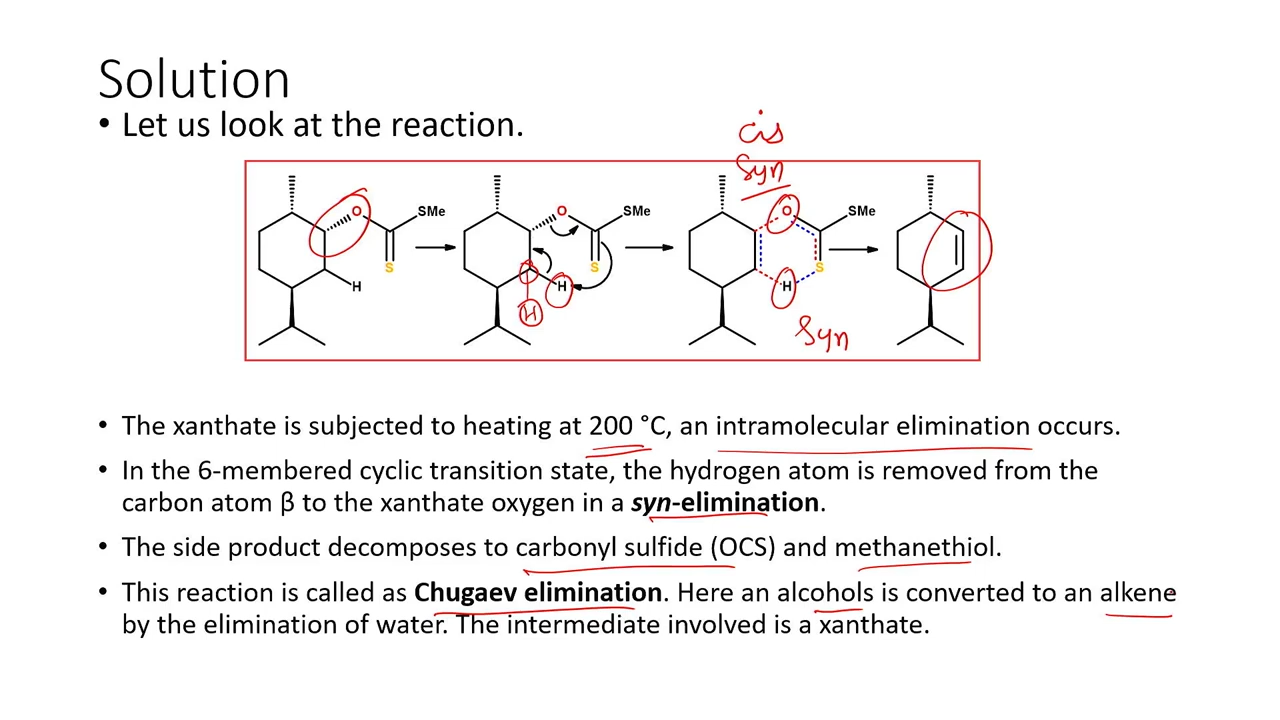 Solution
• Let us look at the reaction.
cis
Syn
O
SMe
S
H
O
SMe
S
H
H
O
SMe
S
H
Syn
• The xanthate is subjected to heating at 200 °C, an intramolecular elimination occurs.
• In the 6-membered cyclic transition state, the hydrogen atom is removed from the
carbon atom β to the xanthate oxygen in a syn-elimination.
• The side product decomposes to carbonyl sulfide (OCS) and methanethiol.
• This reaction is called as Chugaev elimination. Here an alcohols is converted to an alkene
by the elimination of water. The intermediate involved is a xanthate.